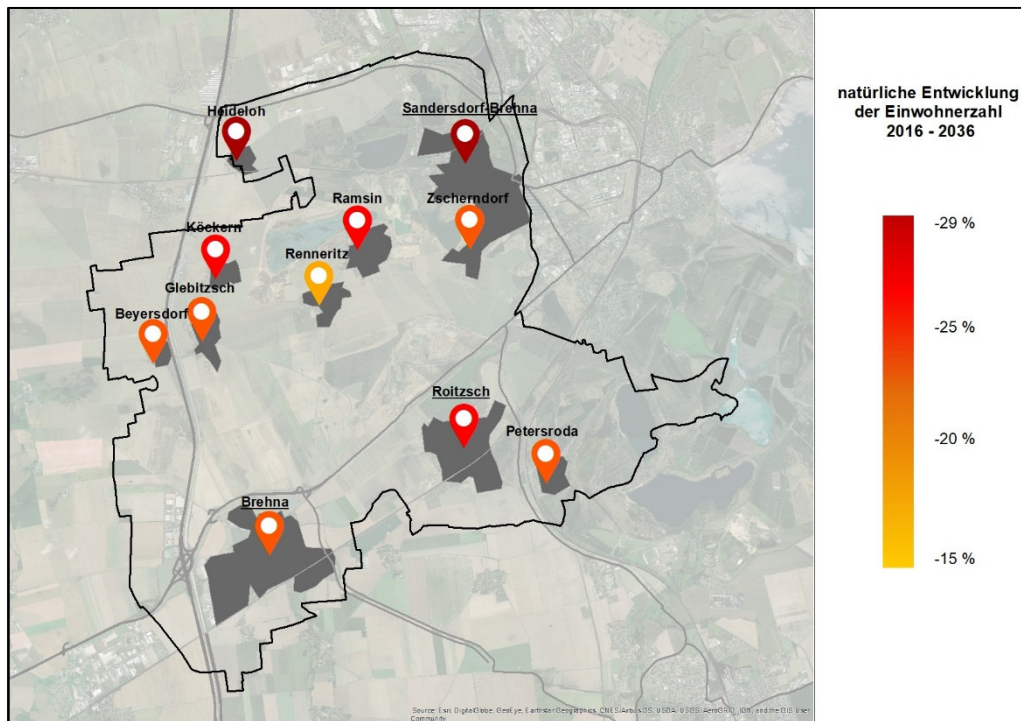 natürliche Entwicklung
der Einwohnerzahl
2016 - 2036
-29 %
-25 %
-20 %
-15 %
Heideloh
Sandersdorf-Brehna
Ramsin
Zscherndorf
Köckern
Renneritz
Glebitzsch
Beyersdorf
Roitzsch
Petersroda
Brehna
Source: Esri, DigitalGlobe, GeoEye, Earthstar Geographics, CNES/Airbus DS, USDA, USGS, AeroGRID, IGN, and the GIS User
Community